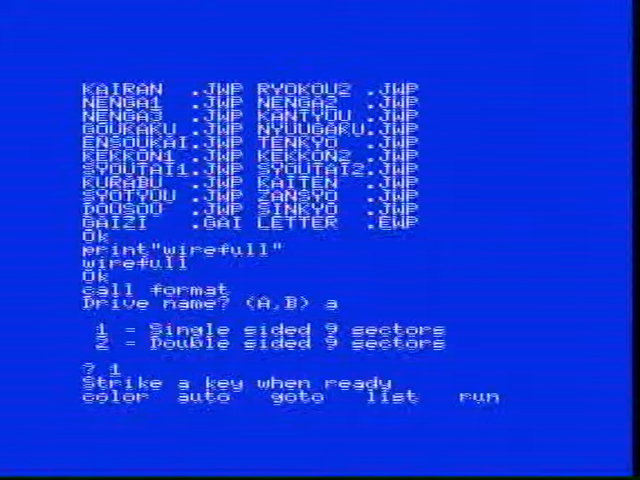 KAIRAN  .JWP RYOKOU2 .JWP
NENGA1  .JWP NENGA2  .JWP
NENGA3  .JWP KANTYOU .JWP
GOUKAKU .JWP NYUUGAKU.JWP
ENSOUKAI.JWP TENKYO  .JWP
KEKKON1 .JWP KEKKON2 .JWP
SYOUTAI1.JWP SYOUTAI2.JWP
KURABU  .JWP KAITEN  .JWP
SYOTYUU .JWP ZANSYO  .JWP
DOUSOU  .JWP SINKYO  .JWP
GAIZI   .GAI LETTER  .EWP
Ok
print"wirefull"
wirefull
Ok
call format
Drive name? (A,B) a
1 = Single sided 9 sectors
2 = Double sided 9 sectors
? 1
Strike a key when ready
color auto goto list run